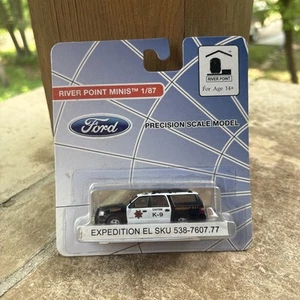 RIVER POINT MINIS™ 1/87
RIVER POINT
For Age 14+
Ford
PRECISION SCALE MODEL
K-9
EXPEDITION EL SKU 538-7607.77